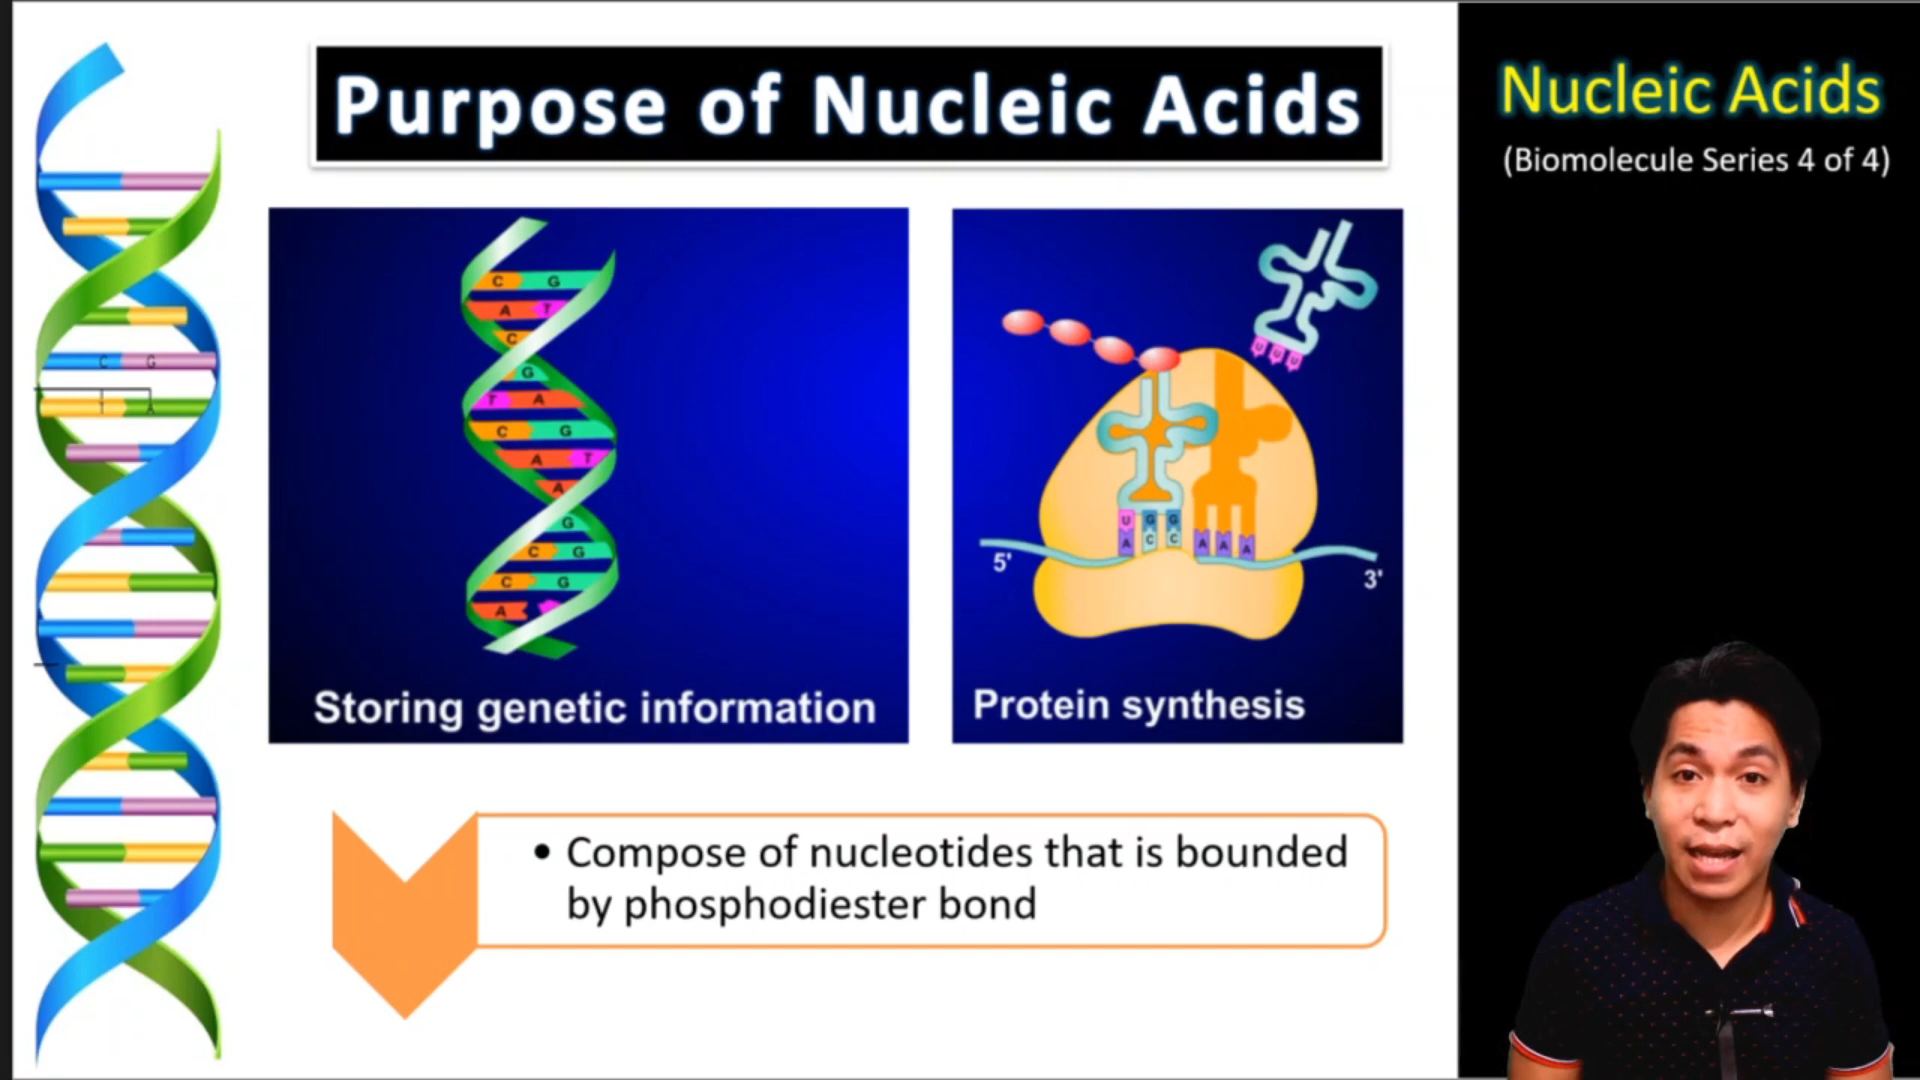 Purpose of Nucleic Acids
Nucleic Acids
(Biomolecule Series 4 of 4)
C G
T A
C G
A T
C
G
T A
C G
A T
A
G
C G
C G
A
Storing genetic information
U U U
U G G
A C C A A A
5'
3'
Protein synthesis
• Compose of nucleotides that is bounded
by phosphodiester bond